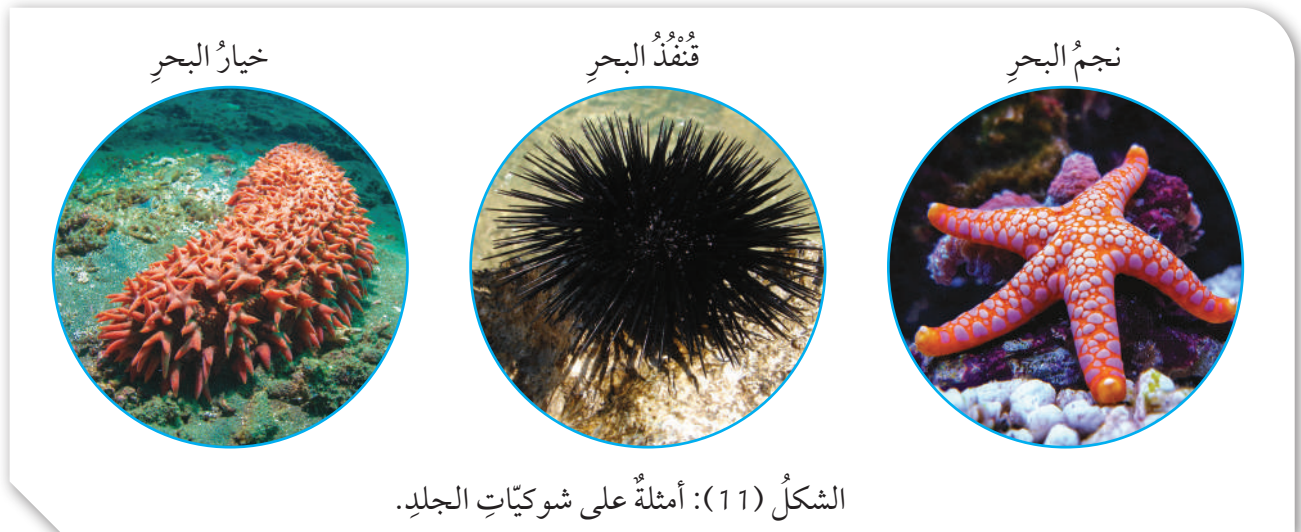 نجمُ البحرِ
قُنْفُذُ البحرِ
خيارُ البحرِ
الشكلُ (11): أمثلةٌ على شوكيّاتِ الجلدِ.